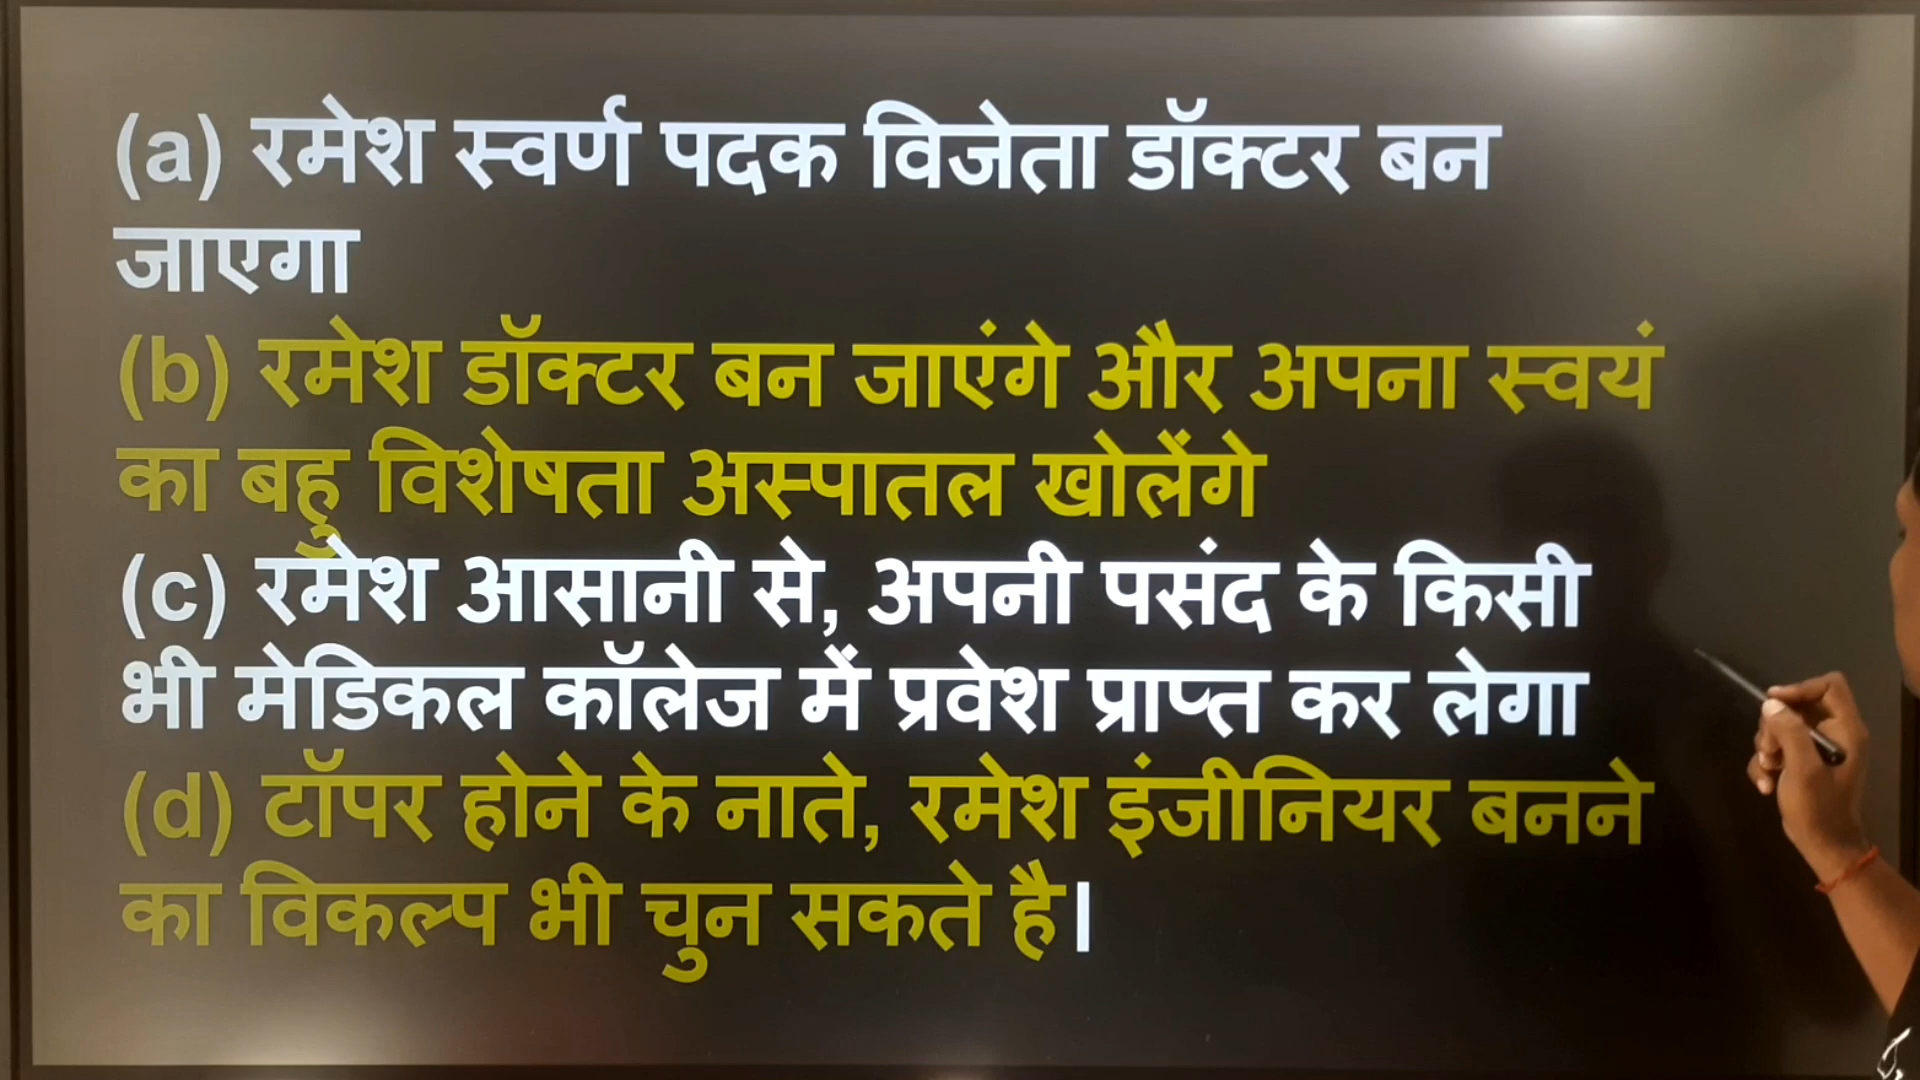 (a) रमेश स्वर्ण पदक विजेता डॉक्टर बन
जाएगा
(b) रमेश डॉक्टर बन जाएंगे और अपना स्वयं
का बहु विशेषता अस्पातल खोलेंगे
(c) रमेश आसानी से, अपनी पसंद के किसी
भी मेडिकल कॉलेज में प्रवेश प्राप्त कर लेगा
(d) टॉपर होने के नाते, रमेश इंजीनियर बनने
का विकल्प भी चुन सकते है।